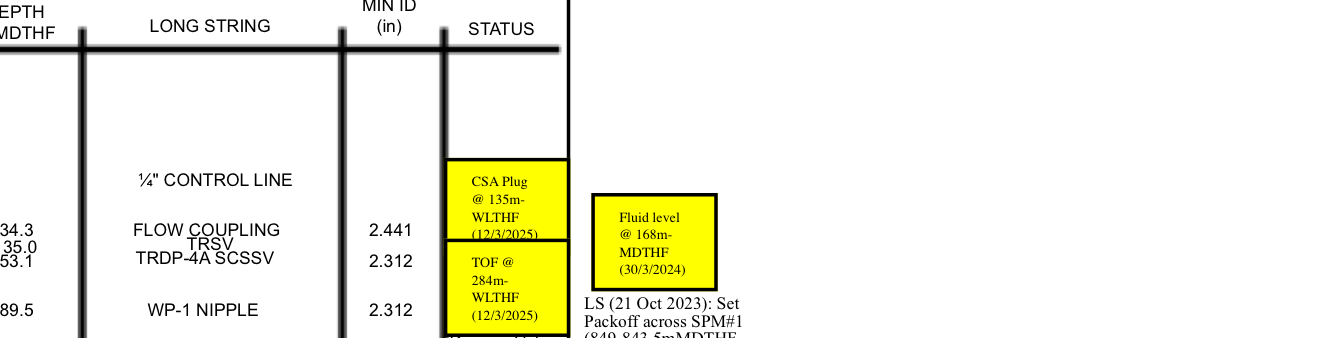 EPTH
MDTHF
LONG STRING
MIN ID
(in)
STATUS
¼" CONTROL LINE
34.3
FLOW COUPLING
2.441
35.0
TRSV
53.1
TRDP-4A SCSSV
2.312
89.5
WP-1 NIPPLE
2.312
CSA Plug
@ 135m-
WLTHF
(12/3/2025)
TOF @
284m-
WLTHF
(12/3/2025)
Fluid level
@ 168m-
MDTHF
(30/3/2024)
LS (21 Oct 2023): Set
Packoff across SPM#1
(849-843.5mMDTHF